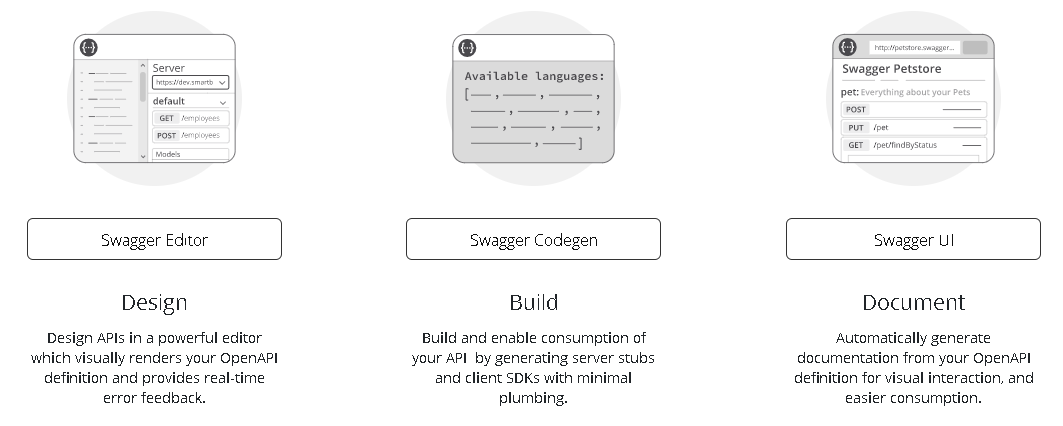 {...}
Server
https://dev.smartb
default
GET /employees
POST /employees
Models
Swagger Editor
Design
Design APIs in a powerful editor
which visually renders your OpenAPI
definition and provides real-time
error feedback.
{...}
Available languages:
[ , , ,
, , ,
, , ,
, ]
Swagger Codegen
Build
Build and enable consumption of
your API by generating server stubs
and client SDKs with minimal
plumbing.
{...}
http://petstore.swagger...
Swagger Petstore
pet: Everything about your Pets
POST
PUT /pet
GET /pet/findByStatus
Swagger UI
Document
Automatically generate
documentation from your OpenAPI
definition for visual interaction, and
easier consumption.